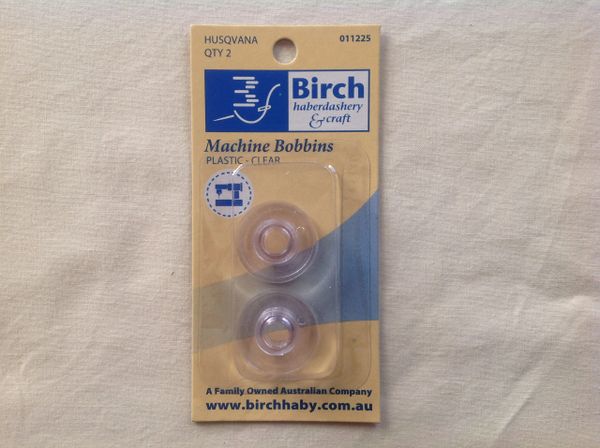 HUSQVANA 011225
QTY 2
Birch
haberdashery
& craft
Machine Bobbins
PLASTIC - CLEAR
A Family Owned Australian Company
www.birchhaby.com.au